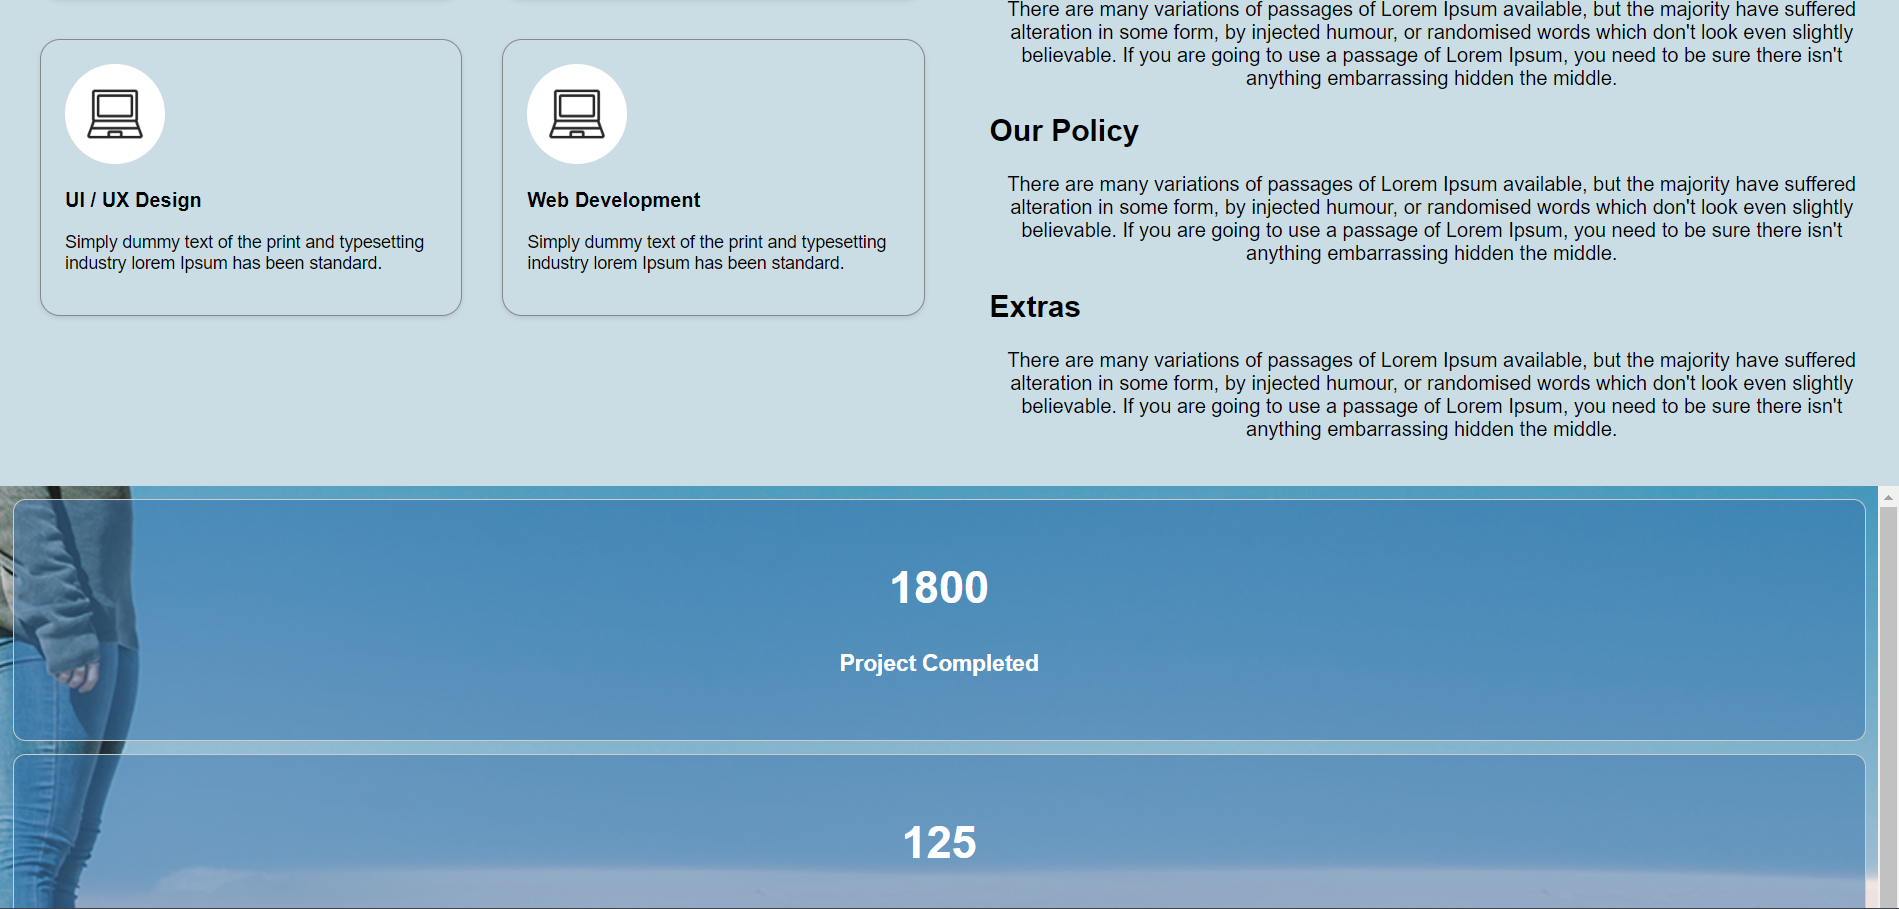 UI / UX Design
Simply dummy text of the print and typesetting
industry lorem Ipsum has been standard.
Web Development
Simply dummy text of the print and typesetting
industry lorem Ipsum has been standard.
There are many variations of passages of Lorem Ipsum available, but the majority have suffered
alteration in some form, by injected humour, or randomised words which don't look even slightly
believable. If you are going to use a passage of Lorem Ipsum, you need to be sure there isn't
anything embarrassing hidden the middle.
Our Policy
There are many variations of passages of Lorem Ipsum available, but the majority have suffered
alteration in some form, by injected humour, or randomised words which don't look even slightly
believable. If you are going to use a passage of Lorem Ipsum, you need to be sure there isn't
anything embarrassing hidden the middle.
Extras
There are many variations of passages of Lorem Ipsum available, but the majority have suffered
alteration in some form, by injected humour, or randomised words which don't look even slightly
believable. If you are going to use a passage of Lorem Ipsum, you need to be sure there isn't
anything embarrassing hidden the middle.
1800
Project Completed
125